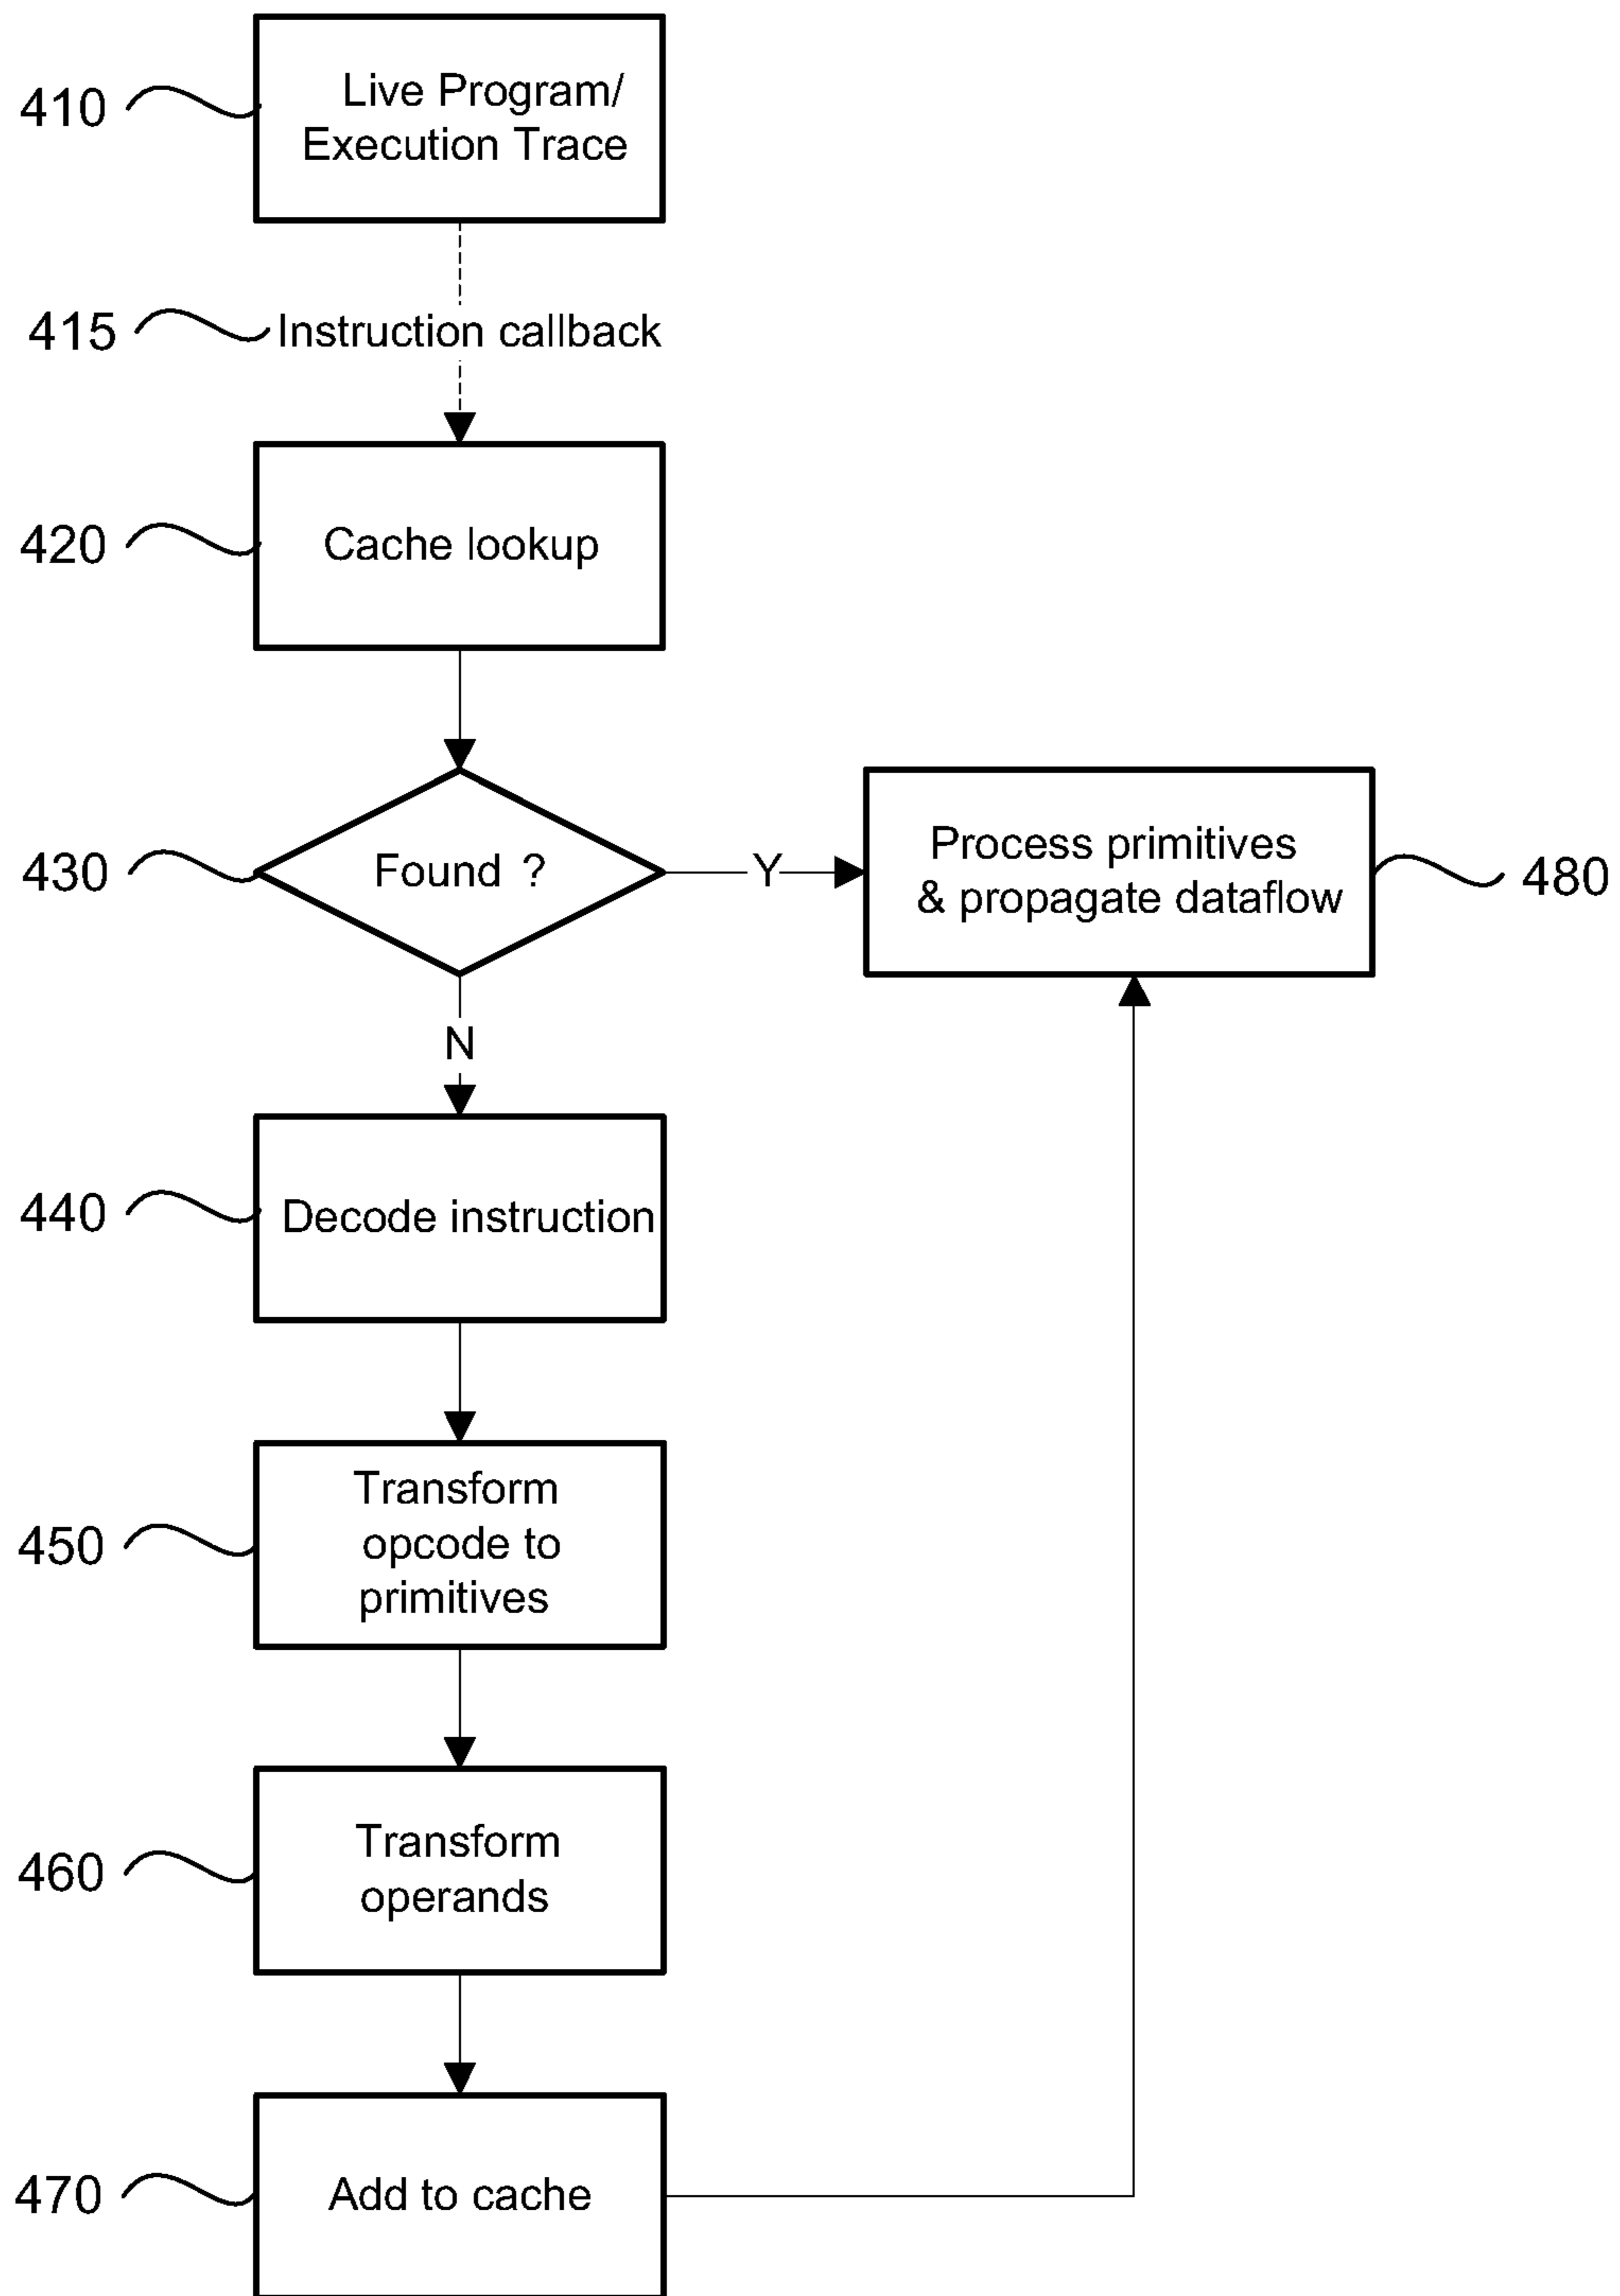 410
Live Program/
Execution Trace
415
Instruction callback
420
Cache lookup
430
Found ?
Y
Process primitives
& propagate dataflow
480
N
440
Decode instruction
450
Transform
opcode to
primitives
460
Transform
operands
470
Add to cache